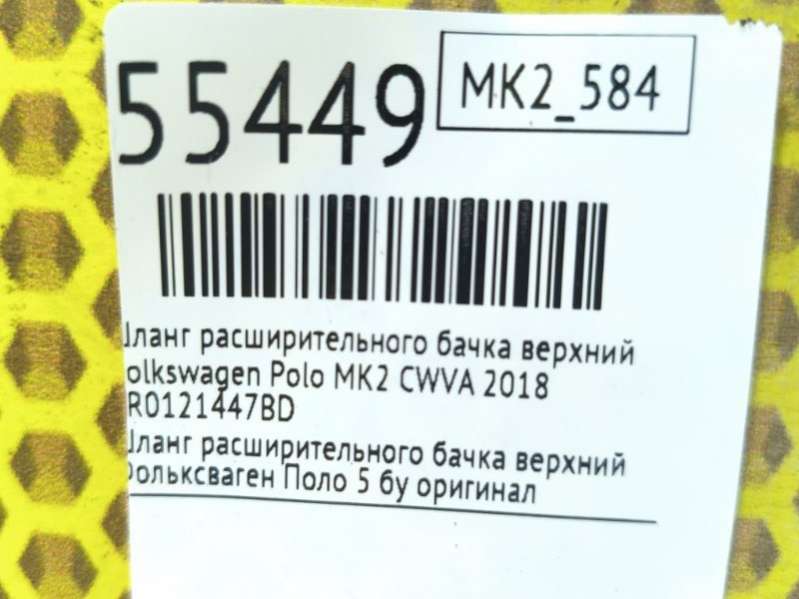 55449
MK2_584
Шланг расширительного бачка верхний
olkswagen Polo MK2 CWVA 2018
R0121447BD
Шланг расширительного бачка верхний
Фольксваген Поло 5 бу оригинал